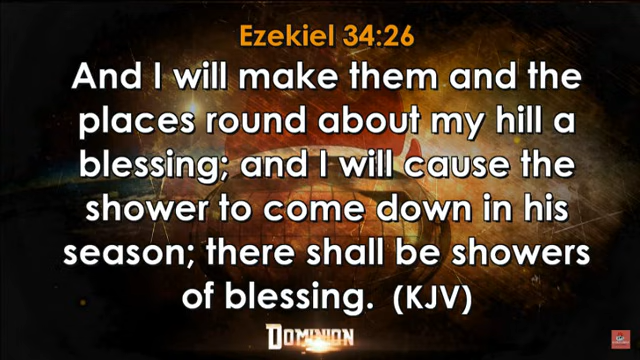 Ezekiel 34:26
And I will make them and the
places round about my hill a
blessing; and I will cause the
shower to come down in his
season; there shall be showers
of blessing. (KJV)
DOMINION